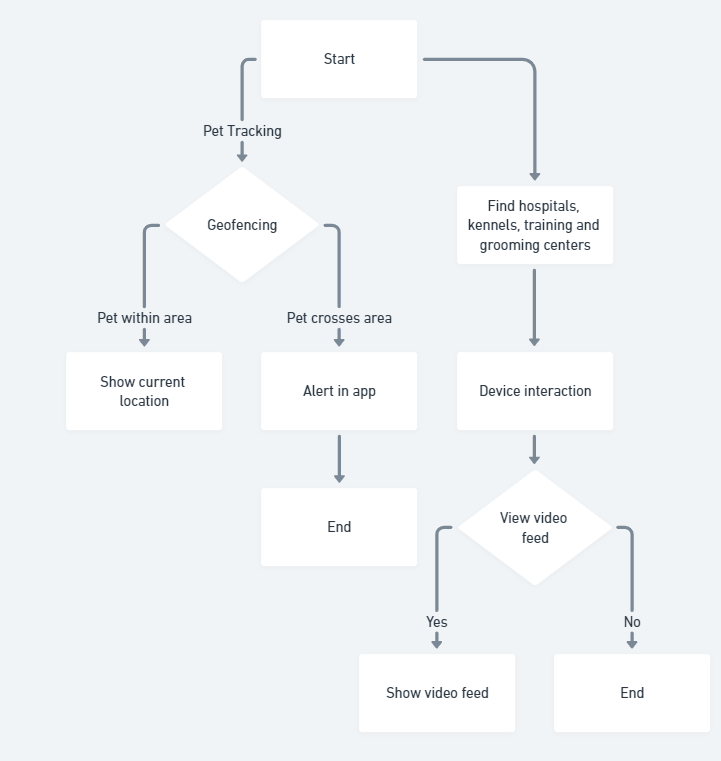 Start
Pet Tracking
Find hospitals,
kennels, training and
grooming centers
Geofencing
Pet within area
Pet crosses area
Show current
location
Alert in app
Device interaction
End
View video
feed
Yes
No
Show video feed
End